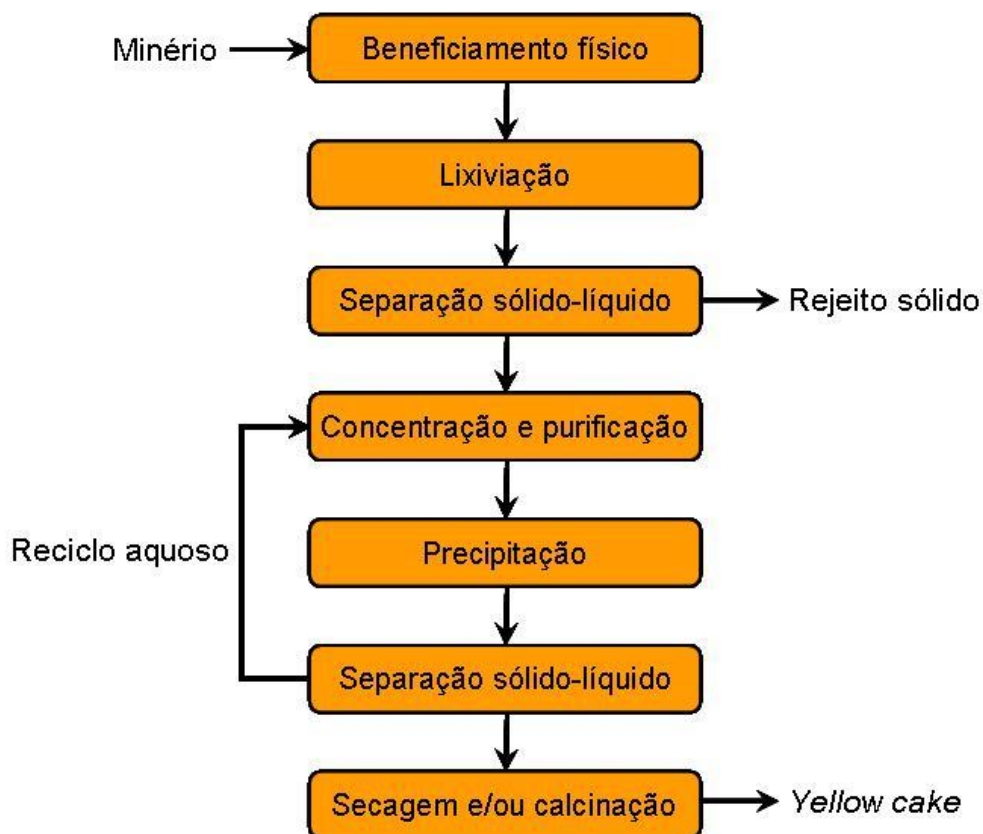 Minério
Beneficiamento físico
Lixiviação
Separação sólido-líquido
Rejeito sólido
Concentração e purificação
Reciclo aquoso
Precipitação
Separação sólido-líquido
Secagem e/ou calcinação
Yellow cake